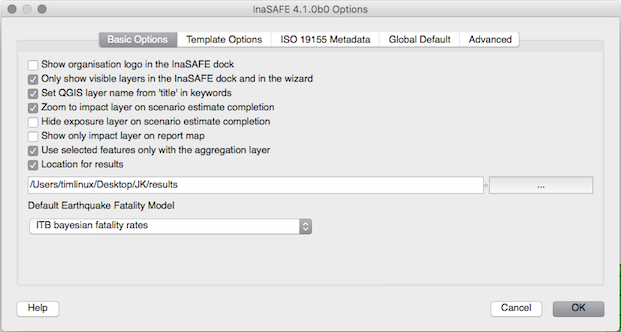 InaSAFE 4.1.0b0 Options
Basic Options Template Options ISO 19155 Metadata Global Default Advanced
Show organisation logo in the InaSAFE dock
Only show visible layers in the InaSAFE dock and in the wizard
Set QGIS layer name from 'title' in keywords
Zoom to impact layer on scenario estimate completion
Hide exposure layer on scenario estimate completion
Show only impact layer on report map
Use selected features only with the aggregation layer
Location for results
/Users/timlinux/Desktop/JK/results ...
Default Earthquake Fatality Model
ITB bayesian fatality rates
Help Cancel OK